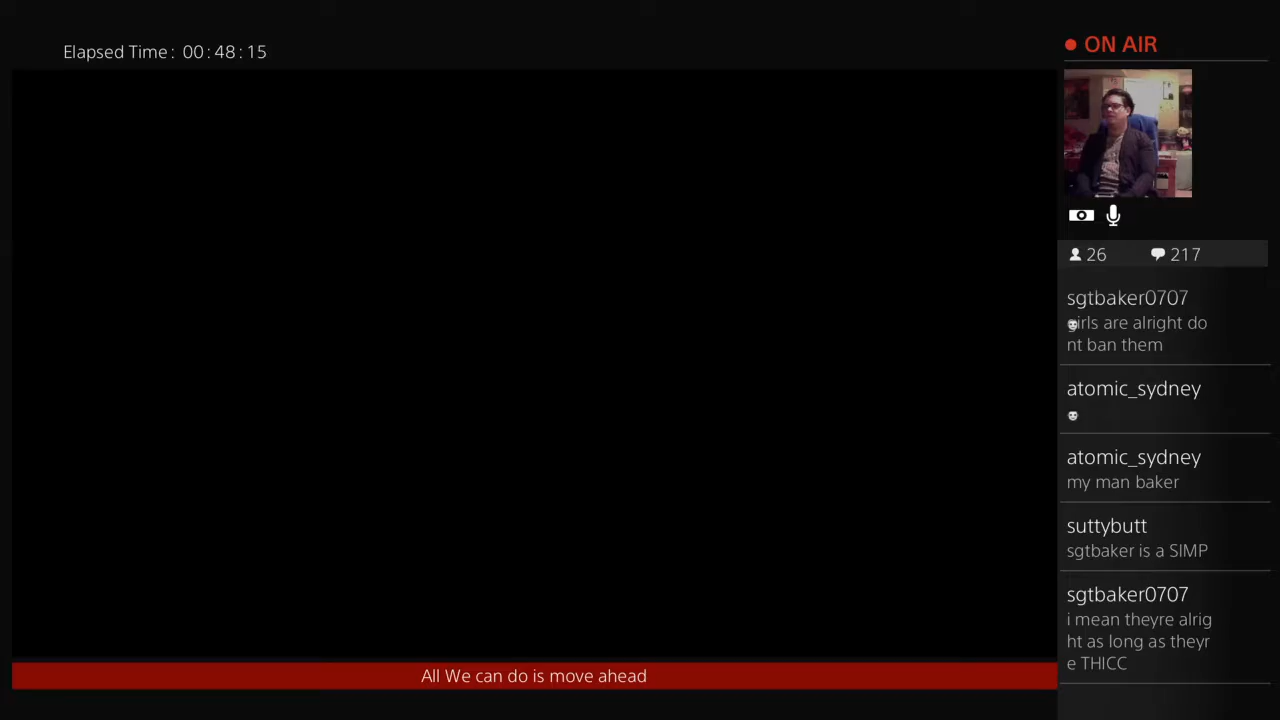 Elapsed Time: 00:48:15
ON AIR
26 217
sgtbaker0707
girls are alright do
nt ban them
atomic_sydney
atomic_sydney
my man baker
suttybutt
sgtbaker is a SIMP
sgtbaker0707
i mean theyre alrig
ht as long as theyr
e THICC
All We can do is move ahead